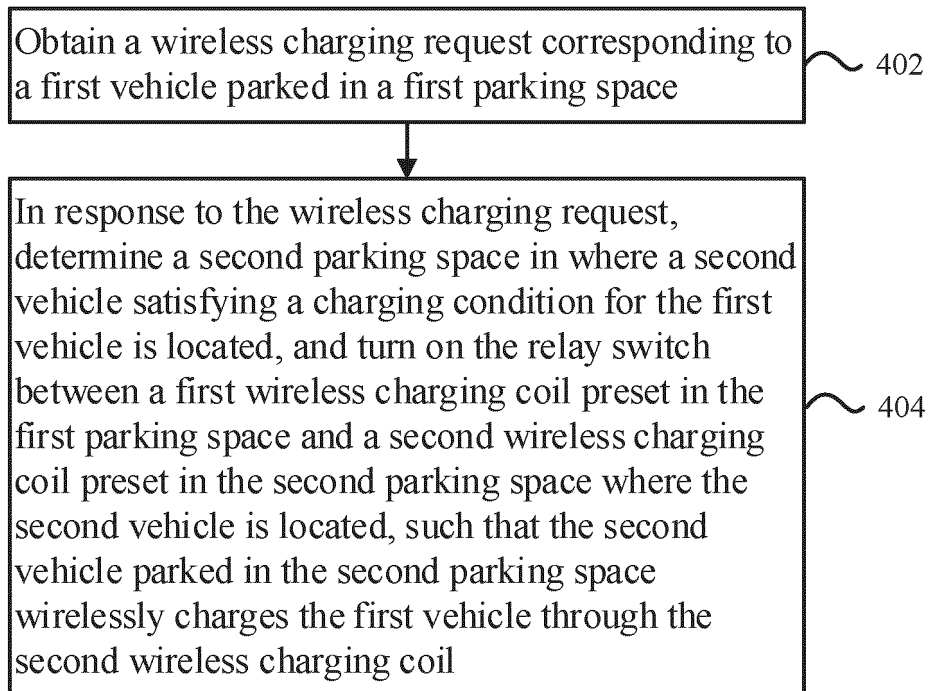 Obtain a wireless charging request corresponding to
a first vehicle parked in a first parking space
402
In response to the wireless charging request,
determine a second parking space in where a second
vehicle satisfying a charging condition for the first
vehicle is located, and turn on the relay switch
between a first wireless charging coil preset in the
first parking space and a second wireless charging
coil preset in the second parking space where the
second vehicle is located, such that the second
vehicle parked in the second parking space
wirelessly charges the first vehicle through the
second wireless charging coil
404